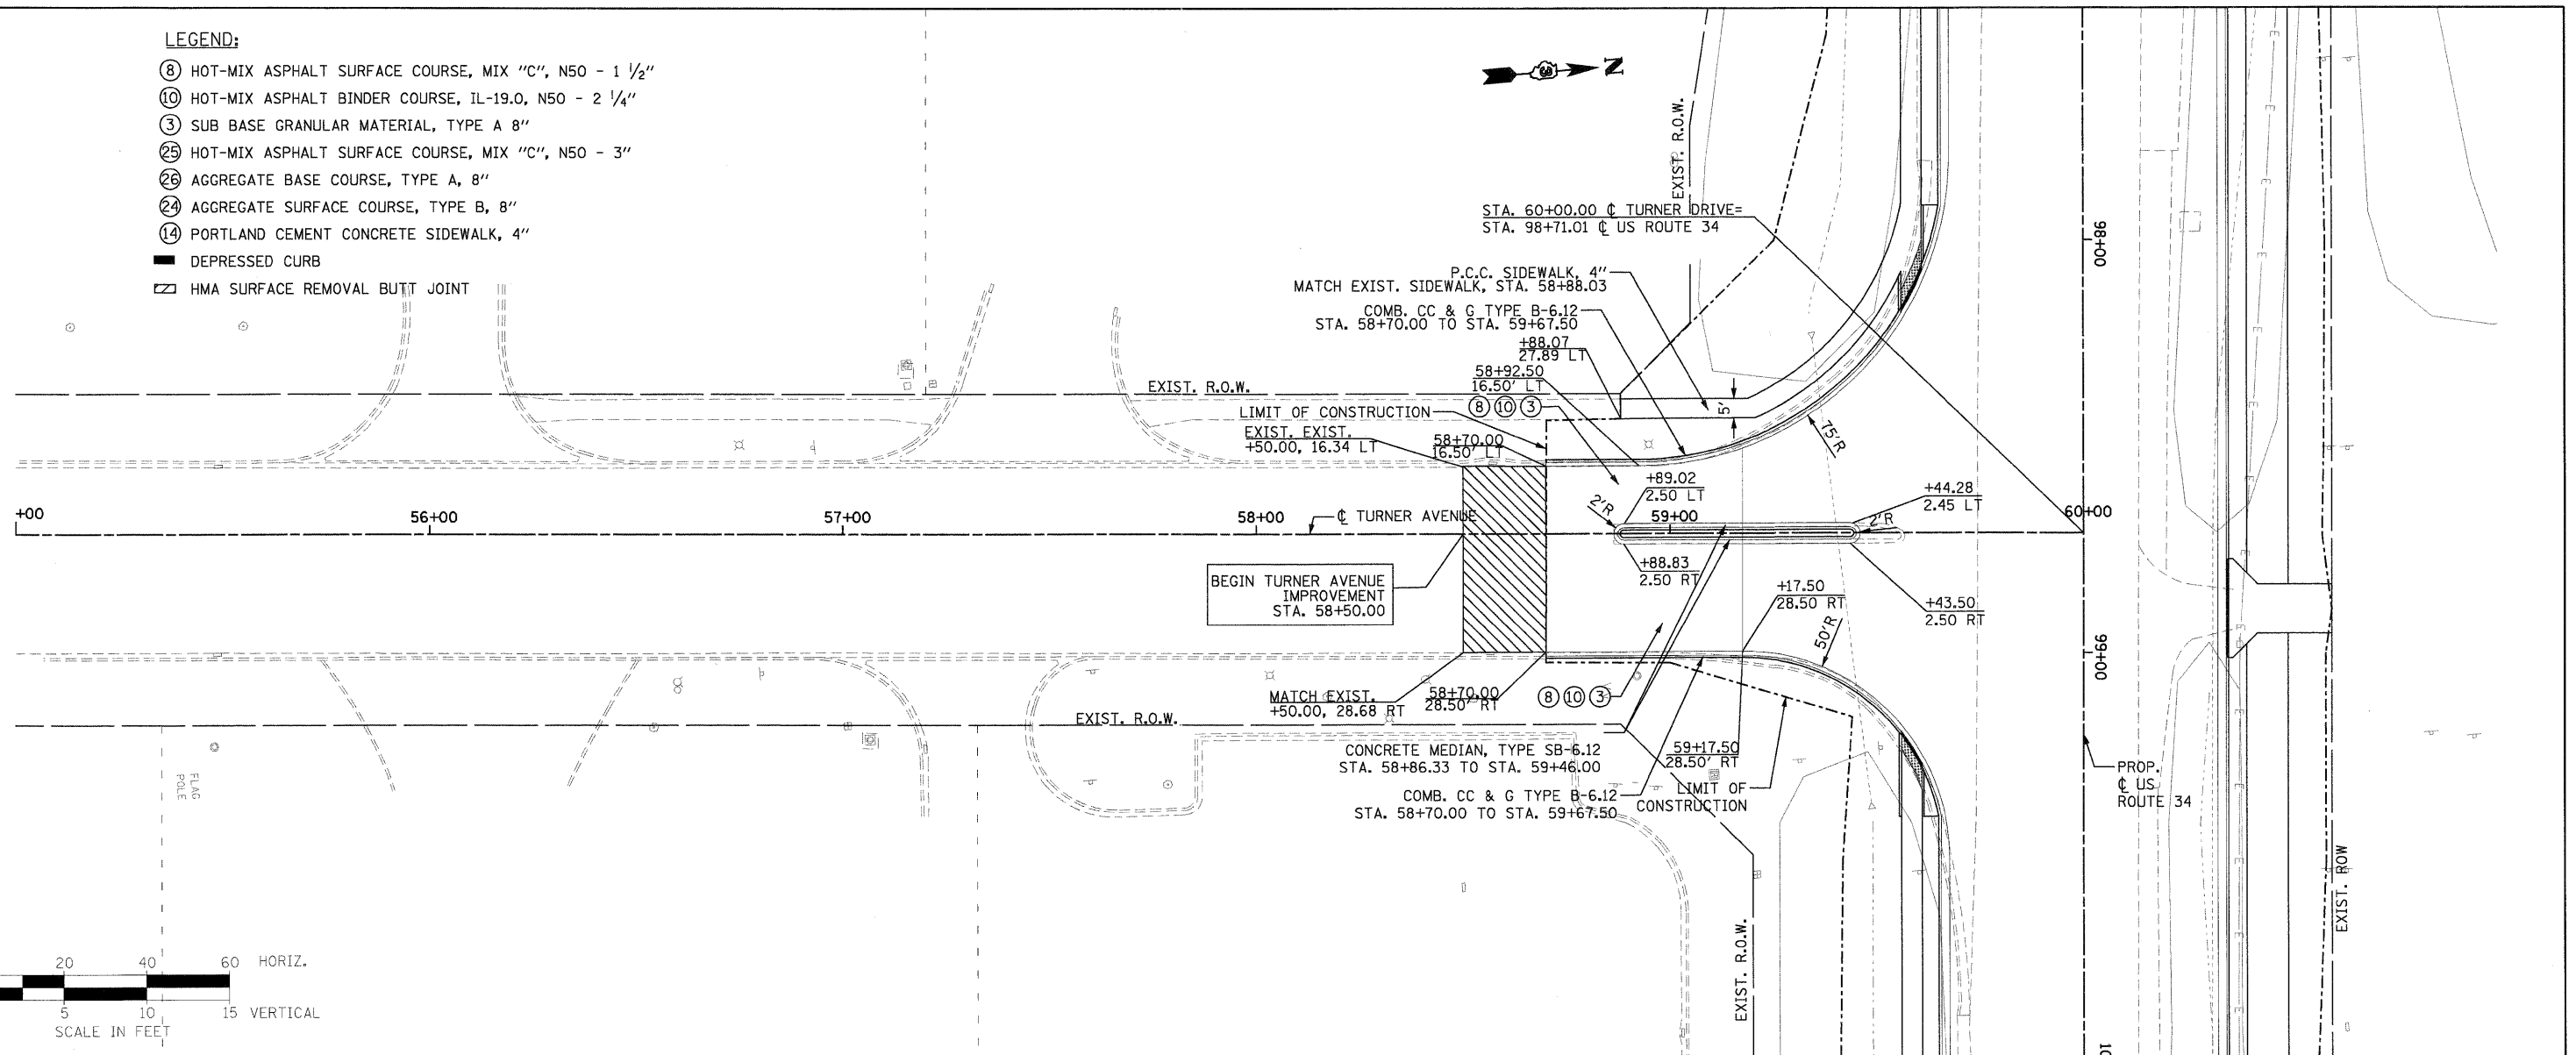 LEGEND:
8 HOT-MIX ASPHALT SURFACE COURSE, MIX "C", N50 - 1 1/2"
10 HOT-MIX ASPHALT BINDER COURSE, IL-19.0, N50 - 2 1/4"
3 SUB BASE GRANULAR MATERIAL, TYPE A 8"
25 HOT-MIX ASPHALT SURFACE COURSE, MIX "C", N50 - 3"
26 AGGREGATE BASE COURSE, TYPE A, 8"
24 AGGREGATE SURFACE COURSE, TYPE B, 8"
14 PORTLAND CEMENT CONCRETE SIDEWALK, 4"
DEPRESSED CURB
HMA SURFACE REMOVAL BUTT JOINT
N
EXIST. R.O.W.
STA. 60+00.00 ℄ TURNER DRIVE=
STA. 98+71.01 ℄ US ROUTE 34
98+00
P.C.C. SIDEWALK, 4"
MATCH EXIST. SIDEWALK, STA. 58+88.03
COMB. CC & G TYPE B-6.12
STA. 58+70.00 TO STA. 59+67.50
+88.07
27.89 LT
58+92.50
16.50' LT
EXIST. R.O.W.
8 10 3
5'
75'R
LIMIT OF CONSTRUCTION
EXIST. EXIST.
+50.00, 16.34 LT
58+70.00
16.50' LT
+89.02
2.50 LT
+44.28
2.45 LT
2'R
2'R
+00
56+00
57+00
58+00
℄ TURNER AVENUE
59+00
60+00
+88.83
2.50 RT
BEGIN TURNER AVENUE
IMPROVEMENT
STA. 58+50.00
+17.50
28.50 RT
+43.50
2.50 RT
50'R
99+00
MATCH EXIST.
+50.00, 28.68 RT
58+70.00
28.50' RT
8 10 3
EXIST. R.O.W.
CONCRETE MEDIAN, TYPE SB-6.12
STA. 58+86.33 TO STA. 59+46.00
59+17.50
28.50' RT
LIMIT OF
CONSTRUCTION
COMB. CC & G TYPE B-6.12
STA. 58+70.00 TO STA. 59+67.50
PROP.
℄ US
ROUTE 34
FLAG
POLE
EXIST. ROW
EXIST. R.O.W.
20 40 60 HORIZ.
5 10 15 VERTICAL
SCALE IN FEET